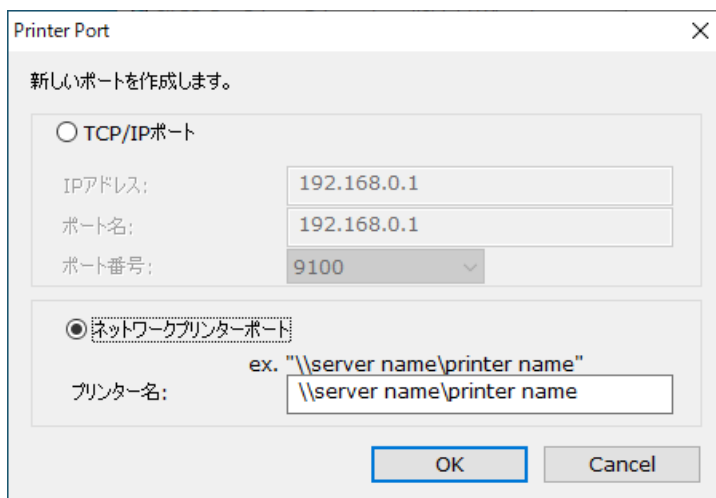 Printer Port
新しいポートを作成します。
TCP/IPポート
IPアドレス: 192.168.0.1
ポート名: 192.168.0.1
ポート番号: 9100
ネットワークプリンターポート
ex. "\\server name\printer name"
プリンター名: \\server name\printer name
OK Cancel